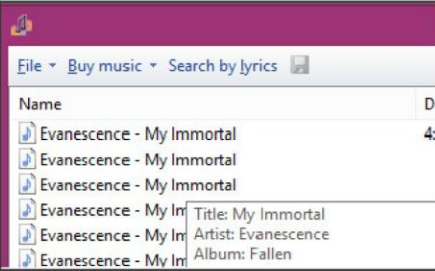 File Buy music Search by lyrics
Name D
Evanescence - My Immortal 4:
Evanescence - My Immortal
Evanescence - My Immortal
Evanescence - My Im
Title: My Immortal
Evanescence - My Im
Artist: Evanescence
Evanescence - My Im
Album: Fallen